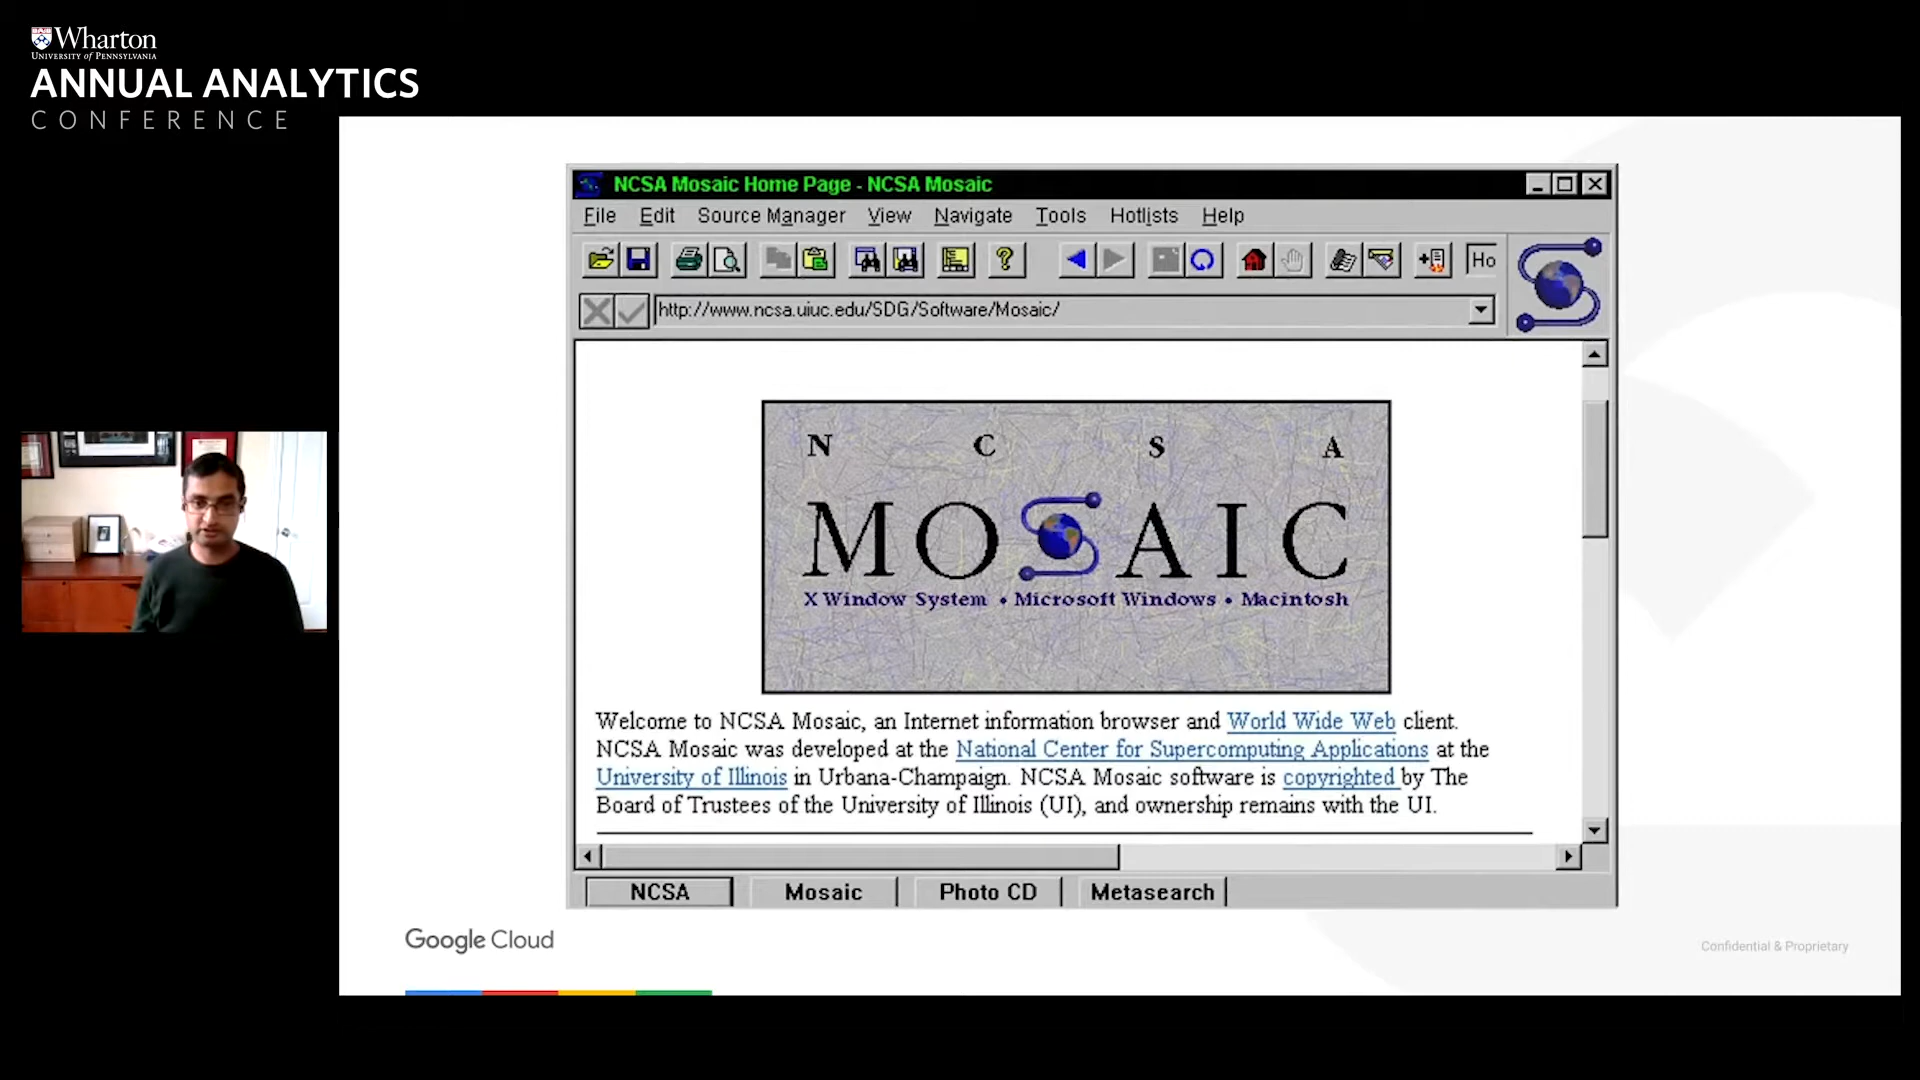 Wharton
UNIVERSITY of PENNSYLVANIA
ANNUAL ANALYTICS
CONFERENCE
NCSA Mosaic Home Page - NCSA Mosaic
File Edit Source Manager View Navigate Tools Hotlists Help
Ho
http://www.ncsa.uiuc.edu/SDG/Software/Mosaic/
N C S A
MOSAIC
X Window System • Microsoft Windows • Macintosh
Welcome to NCSA Mosaic, an Internet information browser and World Wide Web client.
NCSA Mosaic was developed at the National Center for Supercomputing Applications at the
University of Illinois in Urbana-Champaign. NCSA Mosaic software is copyrighted by The
Board of Trustees of the University of Illinois (UI), and ownership remains with the UI.
NCSA Mosaic Photo CD Metasearch
Google Cloud
Confidential & Proprietary